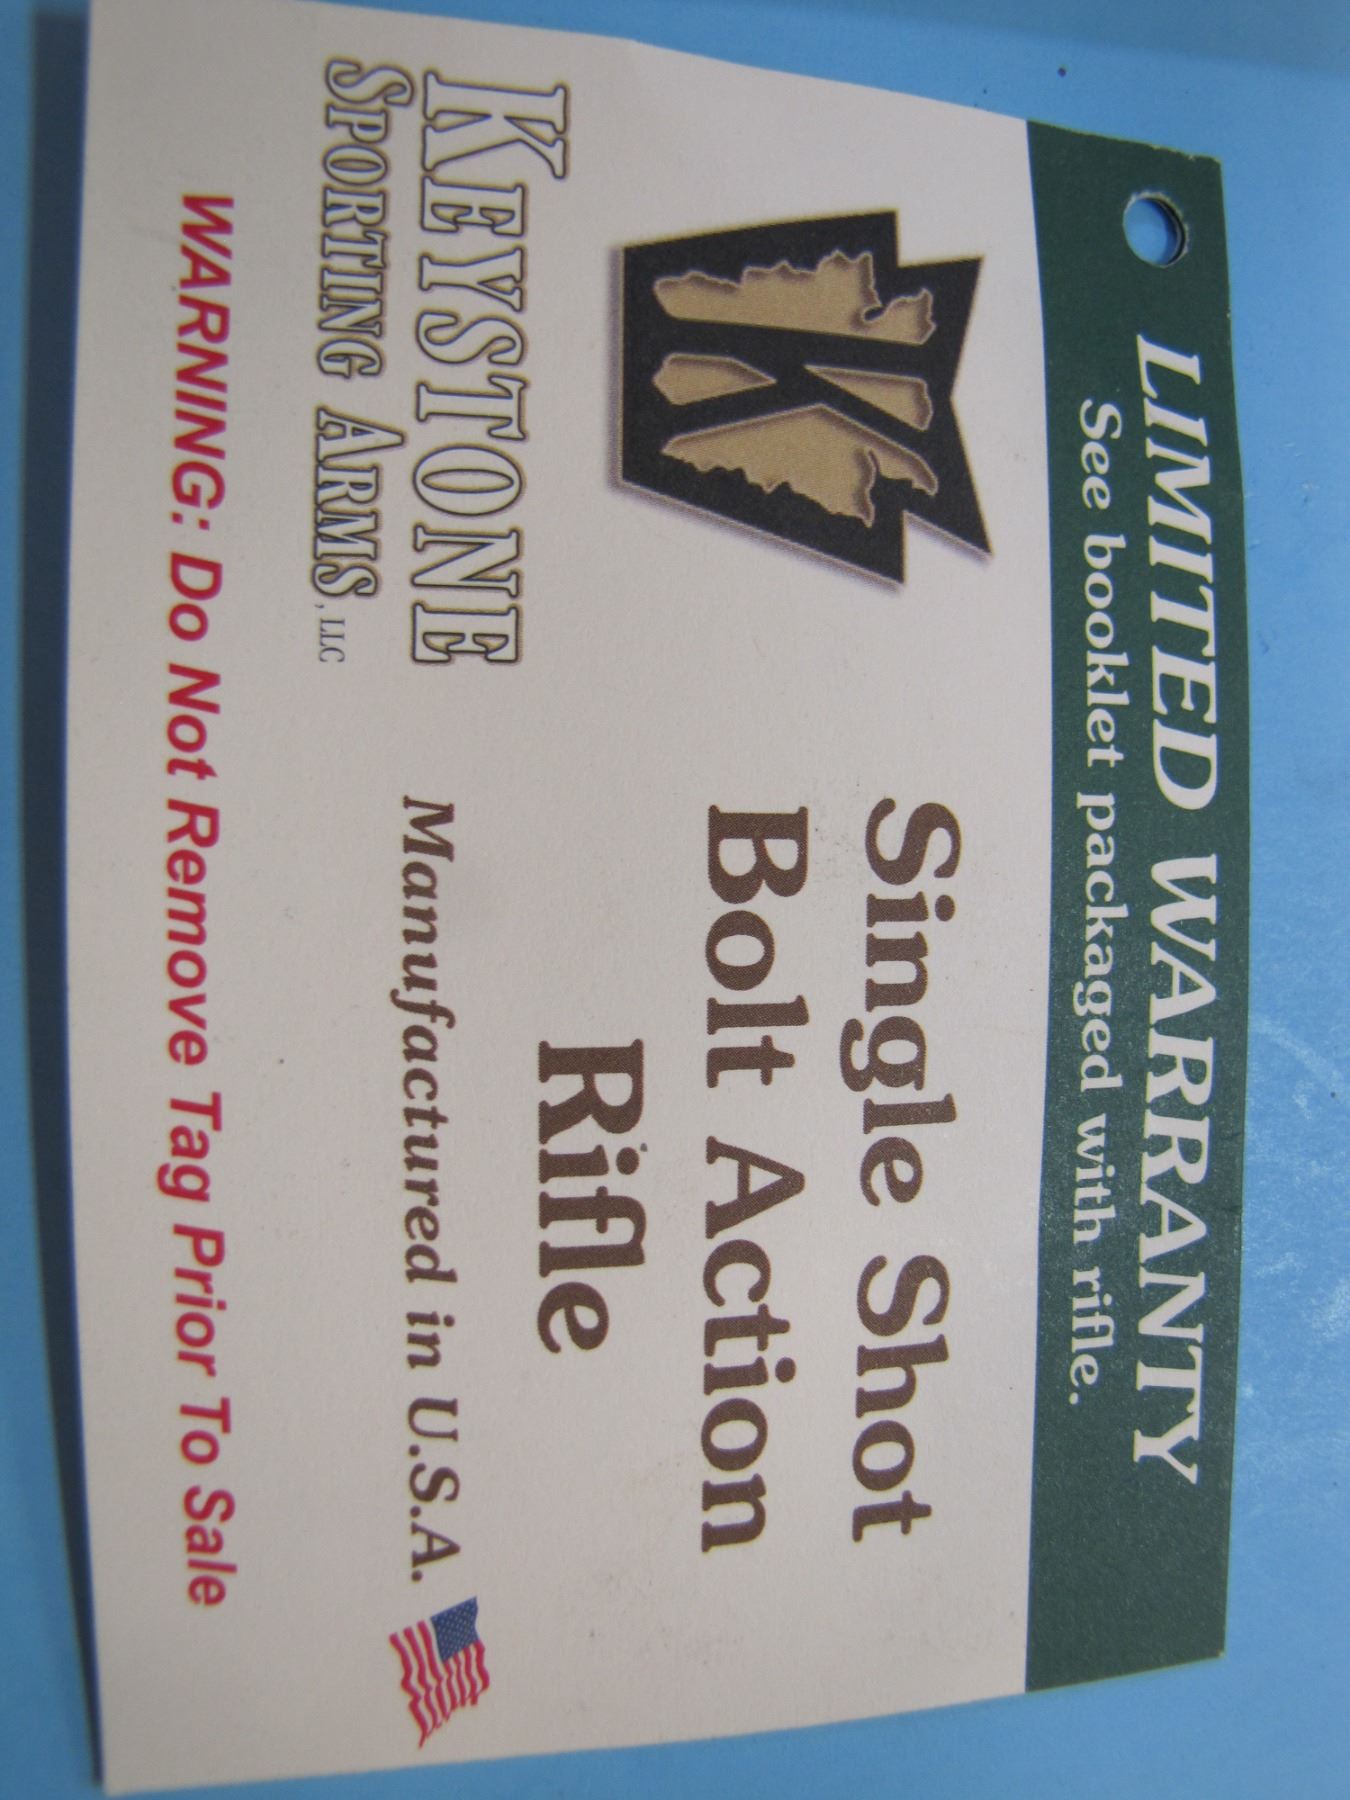 LIMITED WARRANTY
See booklet packaged with rifle.
Single Shot
Bolt Action
Rifle
KEYSTONE
SPORTING ARMS, LLC
Manufactured in U.S.A.
WARNING: Do Not Remove Tag Prior To Sale